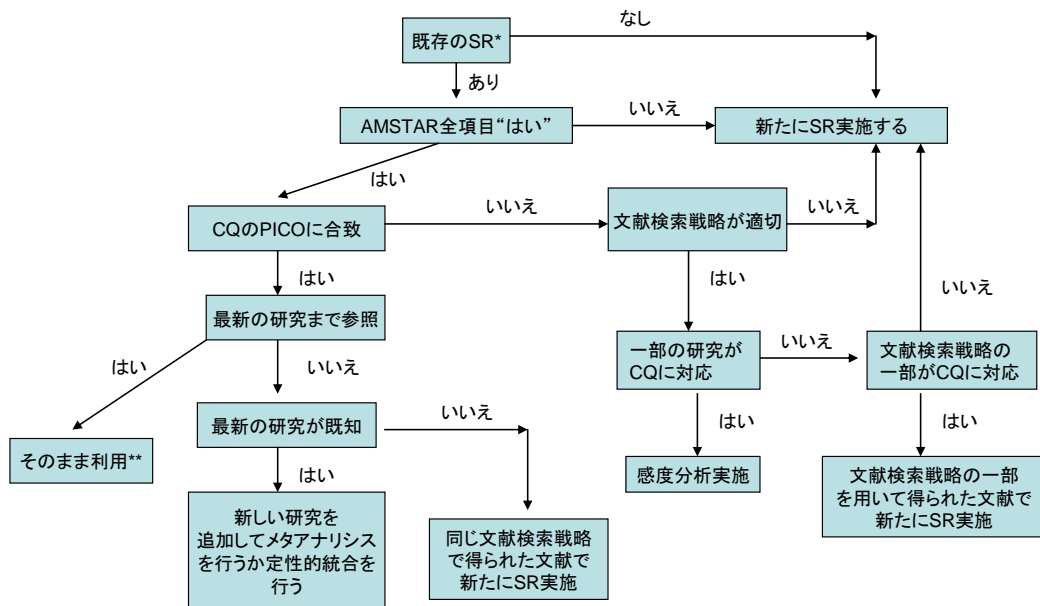 なし
既存のSR*
あり
AMSTAR全項目“はい”
いいえ
新たにSR実施する
はい
CQのPICOに合致
いいえ
文献検索戦略が適切
いいえ
はい
はい
いいえ
最新の研究まで参照
はい
いいえ
一部の研究が
CQに対応
いいえ
文献検索戦略の
一部がCQに対応
最新の研究が既知
いいえ
はい
はい
そのまま利用**
はい
感度分析実施
文献検索戦略の一部
を用いて得られた文献で
新たにSR実施
新しい研究を
追加してメタアナリシス
を行うか定性的統合を
行う
同じ文献検索戦略
で得られた文献で
新たにSR実施